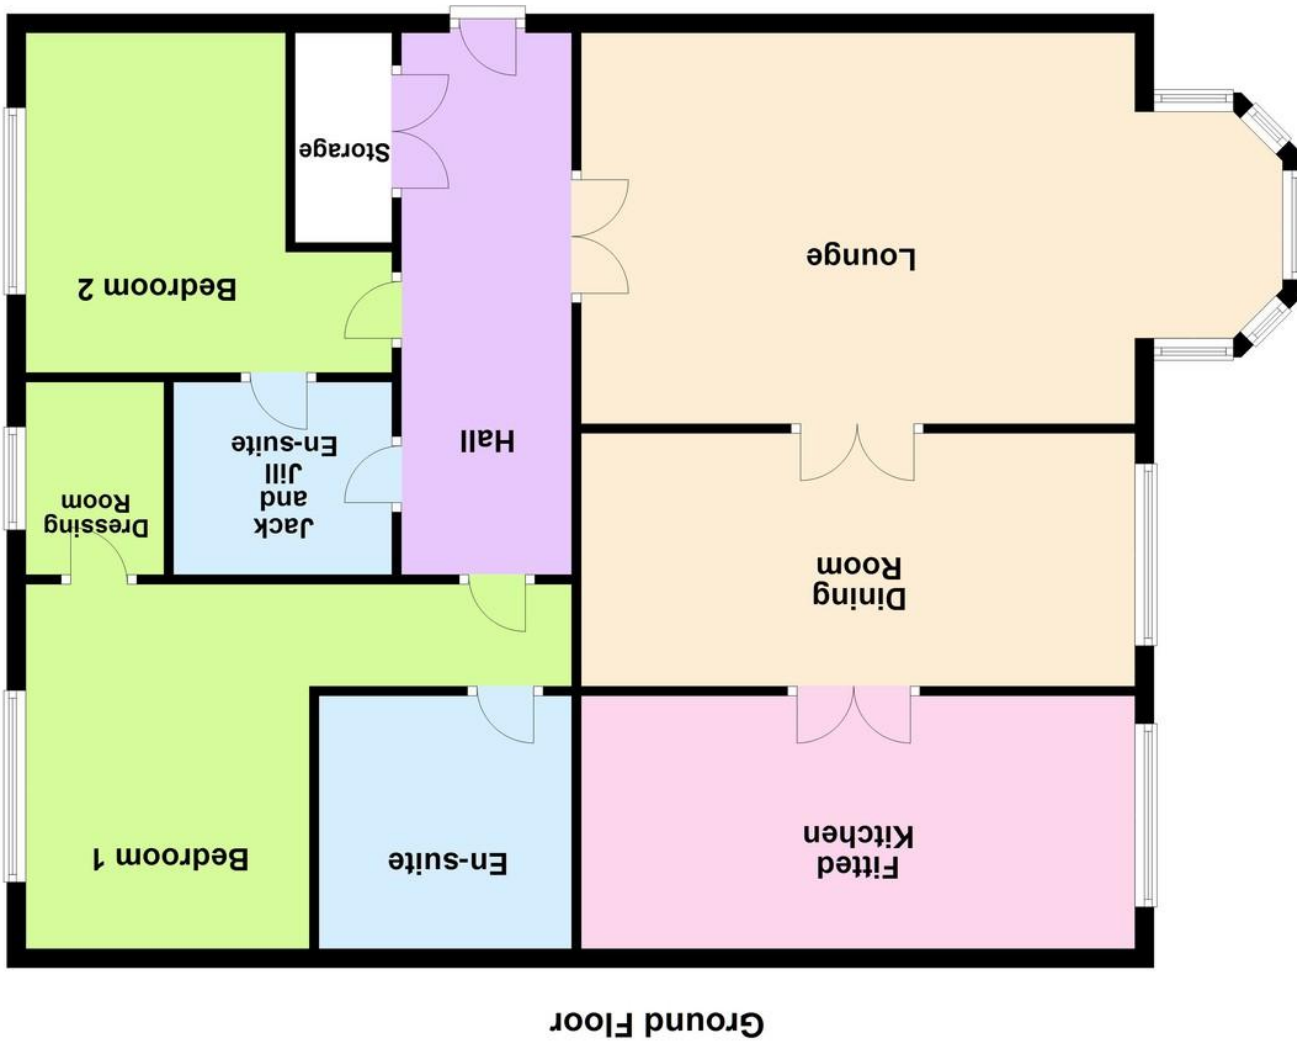 Ground Floor
Fitted
Kitchen
En-suite
Bedroom 1
Dining
Room
Jack
and
Jill
En-suite
Dressing
Room
Hall
Lounge
Bedroom 2
Storage